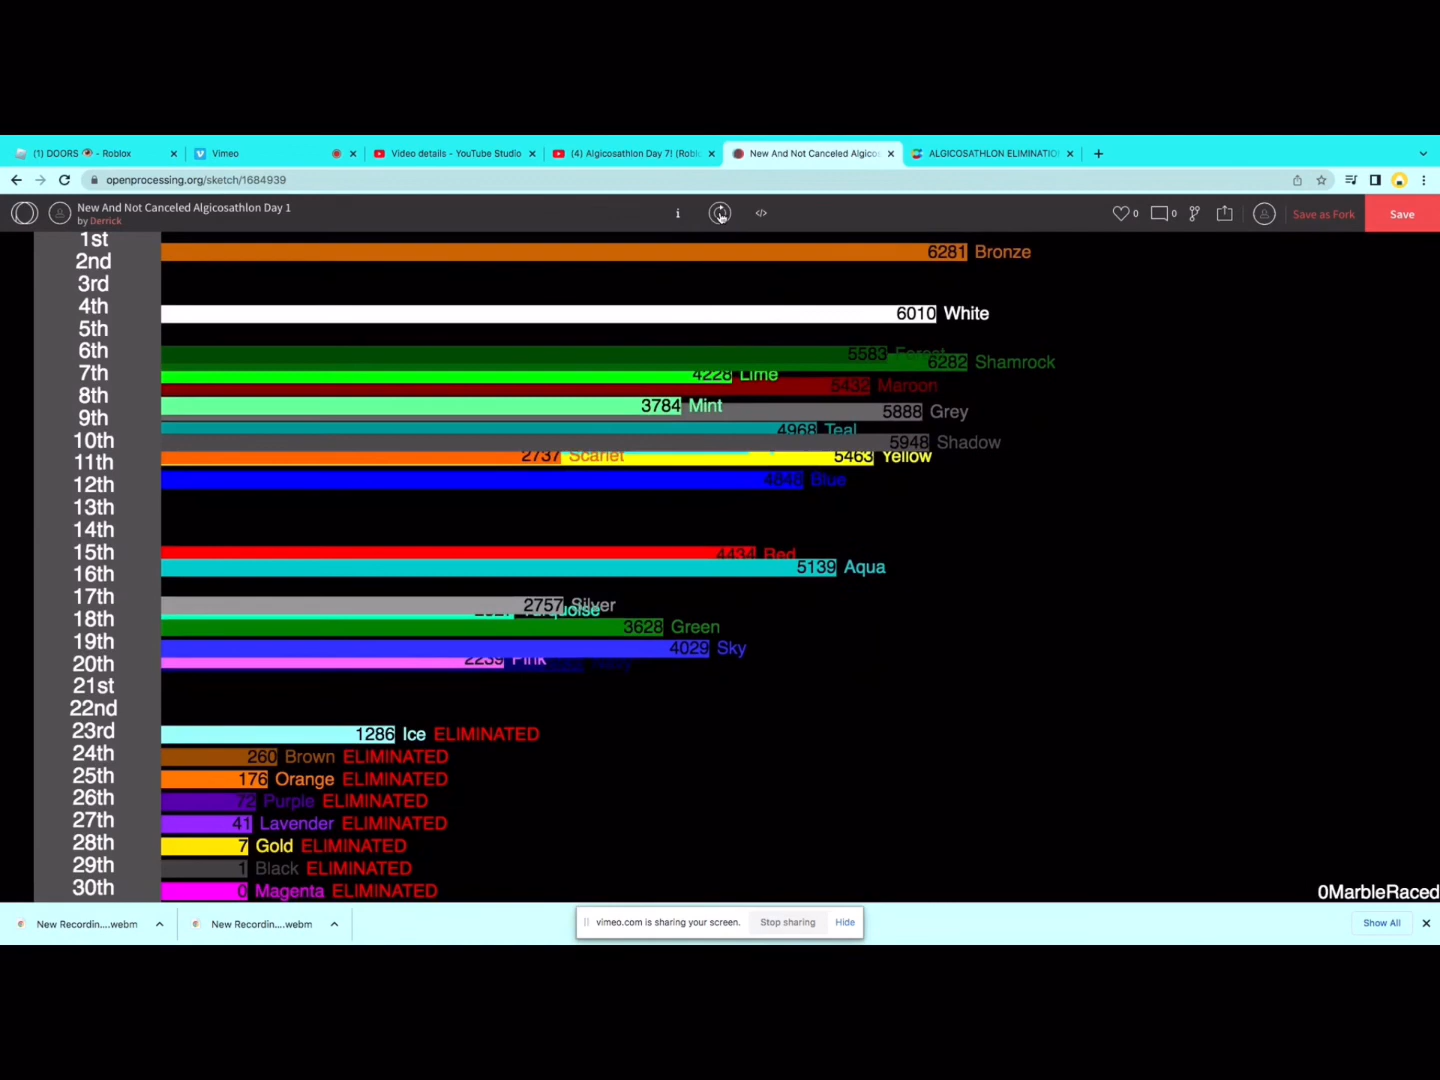 (1) DOORS 👁 - Roblox
Vimeo
Video details - YouTube Studio
(4) Algicosathlon Day 7! (Robl
New And Not Canceled Algico
ALGICOSATHLON ELIMINATIO
openprocessing.org/sketch/1684939
New And Not Canceled Algicosathlon Day 1
by Derrick
0
0
Save as Fork
Save
1st
6281 Bronze
2nd
3rd
4th
6010 White
5th
6th
5583 Forest
6282 Shamrock
7th
4228 Lime
5432 Maroon
8th
3784 Mint
5888 Grey
9th
4968 Teal
10th
5948 Shadow
11th
2737 Scarlet
5463 Yellow
12th
4848 Blue
13th
14th
15th
4434 Red
16th
5139 Aqua
17th
2757 Silver
Turquoise
18th
3628 Green
19th
4029 Sky
20th
2239 Pink
Navy
21st
22nd
23rd
1286 Ice ELIMINATED
24th
260 Brown ELIMINATED
25th
176 Orange ELIMINATED
26th
72 Purple ELIMINATED
27th
41 Lavender ELIMINATED
28th
7 Gold ELIMINATED
29th
1 Black ELIMINATED
30th
0 Magenta ELIMINATED
0MarbleRaced
New Recordin....webm
New Recordin....webm
vimeo.com is sharing your screen.
Stop sharing
Hide
Show All